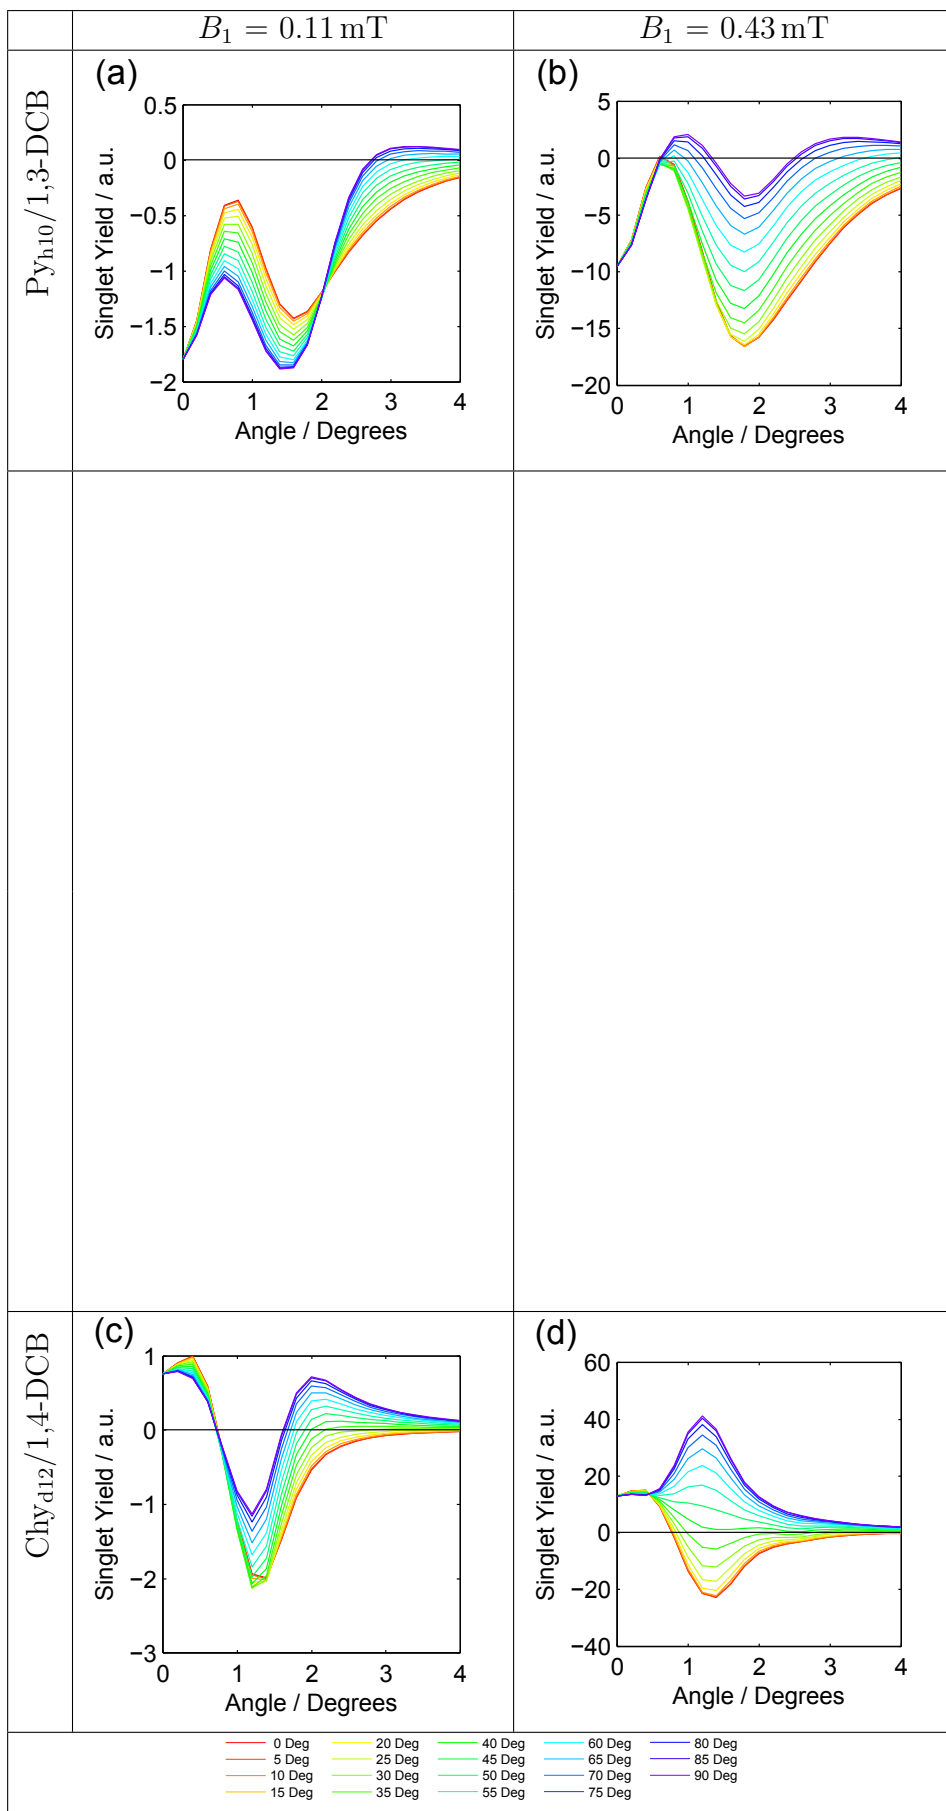 B₁ = 0.11 mT
B₁ = 0.43 mT
Py_h10/1,3-DCB
(a)
0.5
0
−0.5
−1
−1.5
−2
Singlet Yield / a.u.
0 1 2 3 4
Angle / Degrees
(b)
5
0
−5
−10
−15
−20
Singlet Yield / a.u.
0 1 2 3 4
Angle / Degrees
Chy_d12/1,4-DCB
(c)
1
0
−1
−2
−3
Singlet Yield / a.u.
0 1 2 3 4
Angle / Degrees
(d)
60
40
20
0
−20
−40
Singlet Yield / a.u.
0 1 2 3 4
Angle / Degrees
0 Deg 20 Deg 40 Deg 60 Deg 80 Deg
5 Deg 25 Deg 45 Deg 65 Deg 85 Deg
10 Deg 30 Deg 50 Deg 70 Deg 90 Deg
15 Deg 35 Deg 55 Deg 75 Deg